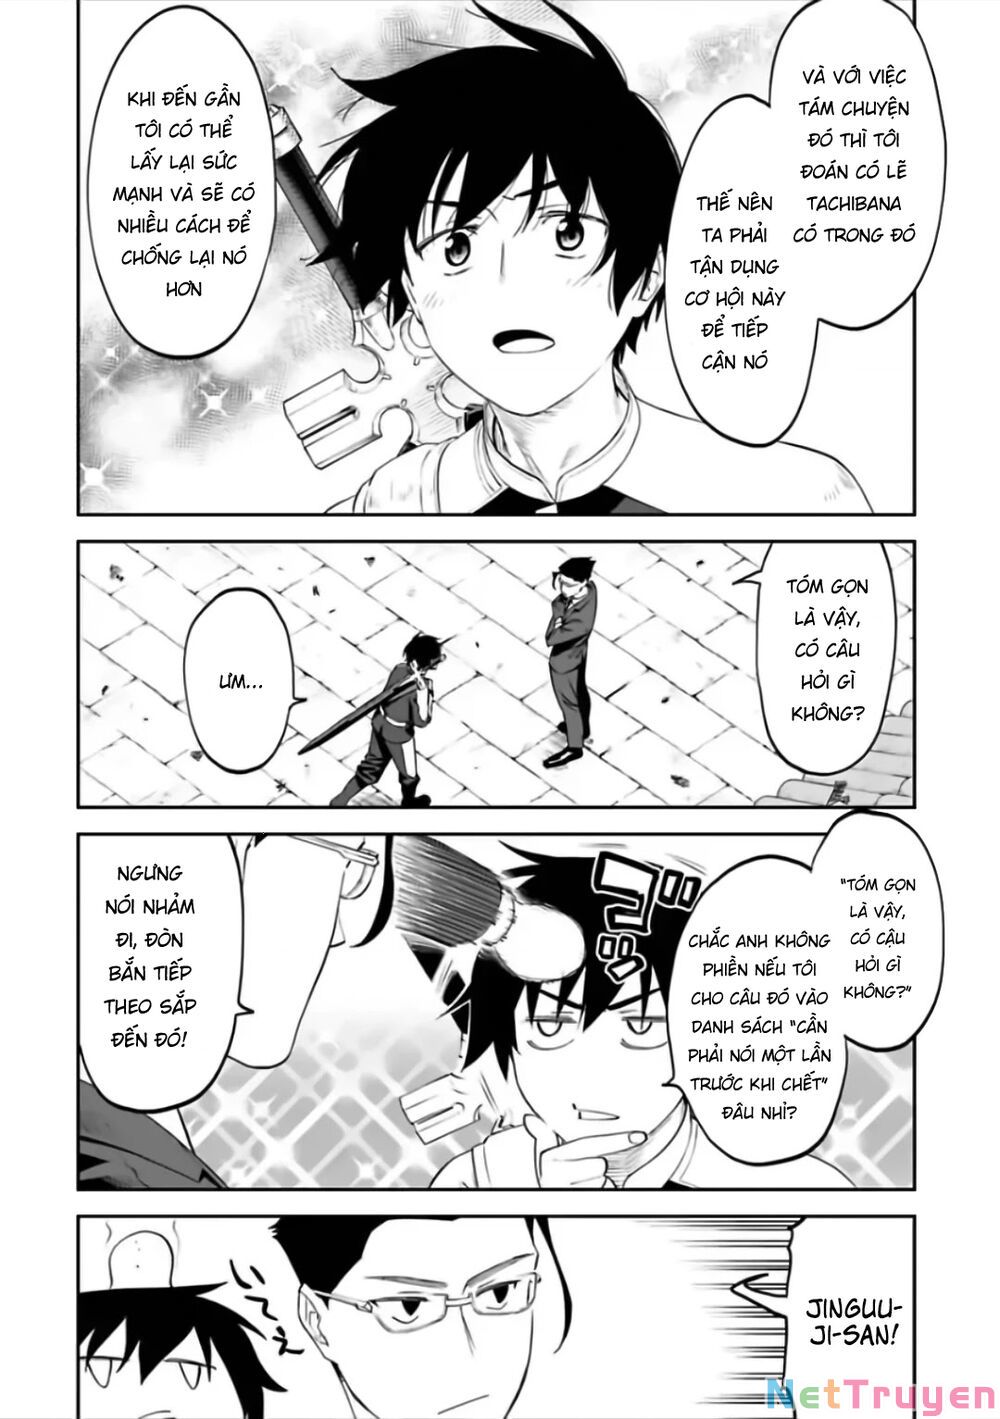 VÀ VỚI VIỆC
TÁM CHUYỆN
ĐÓ THÌ TÔI
ĐOÁN CÓ LẼ
TACHIBANA
CÓ TRONG ĐÓ
THẾ NÊN
TA PHẢI
TẬN DỤNG
CƠ HỘI NÀY
ĐỂ TIẾP
CẬN NÓ
KHI ĐẾN GẦN
TÔI CÓ THỂ
LẤY LẠI SỨC
MẠNH VÀ SẼ CÓ
NHIỀU CÁCH ĐỂ
CHỐNG LẠI NÓ
HƠN
TÓM GỌN
LÀ VẬY,
CÓ CÂU
HỎI GÌ
KHÔNG?
ƯM...
"TÓM GỌN
LÀ VẬY,
CÓ CẬU
HỎI GÌ
KHÔNG?"
CHẮC ANH KHÔNG
PHIỀN NẾU TÔI
CHO CÂU ĐÓ VÀO
DANH SÁCH "CẦN
PHẢI NÓI MỘT LẦN
TRƯỚC KHI CHẾT"
ĐÂU NHỈ?
NGƯNG
NÓI NHẢM
ĐI, ĐÒN
BẮN TIẾP
THEO SẮP
ĐẾN ĐÓ!
JINGUU-
JI-SAN!
NetTruyen